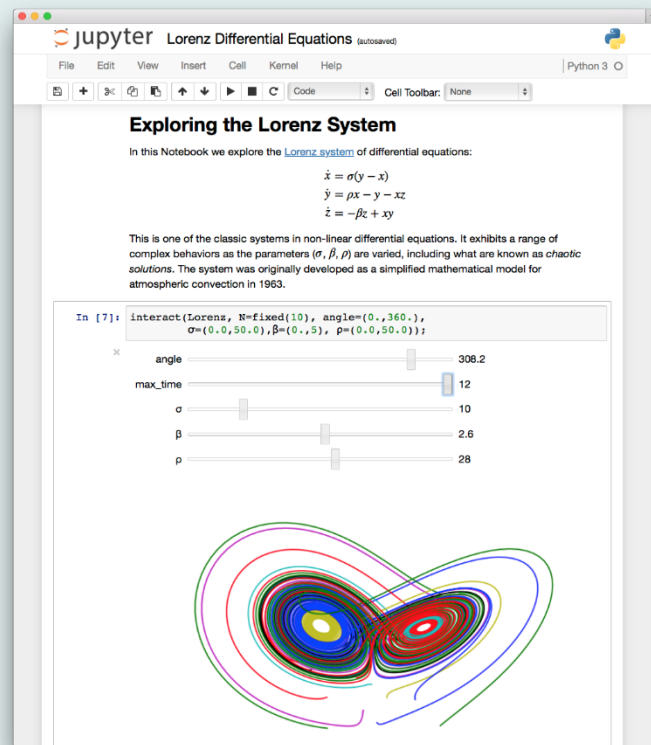 jupyter Lorenz Differential Equations (autosaved)
File Edit View Insert Cell Kernel Help Python 3
Code Cell Toolbar: None
Exploring the Lorenz System
In this Notebook we explore the Lorenz system of differential equations:
ẋ = σ(y − x)
ẏ = ρx − y − xz
ż = −βz + xy
This is one of the classic systems in non-linear differential equations. It exhibits a range of
complex behaviors as the parameters (σ, β, ρ) are varied, including what are known as chaotic
solutions. The system was originally developed as a simplified mathematical model for
atmospheric convection in 1963.
In [7]: interact(Lorenz, N=fixed(10), angle=(0.,360.),
σ=(0.0,50.0),β=(0.,5), ρ=(0.0,50.0));
angle 308.2
max_time 12
σ 10
β 2.6
ρ 28